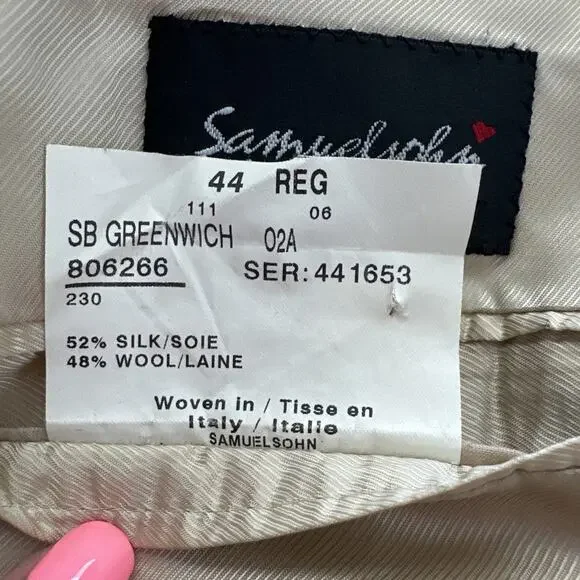 Samuelsohn
44 REG
111 06
SB GREENWICH 02A
806266 SER: 441653
230
52% SILK/SOIE
48% WOOL/LAINE
Woven in / Tisse en
Italy / Italie
SAMUELSOHN